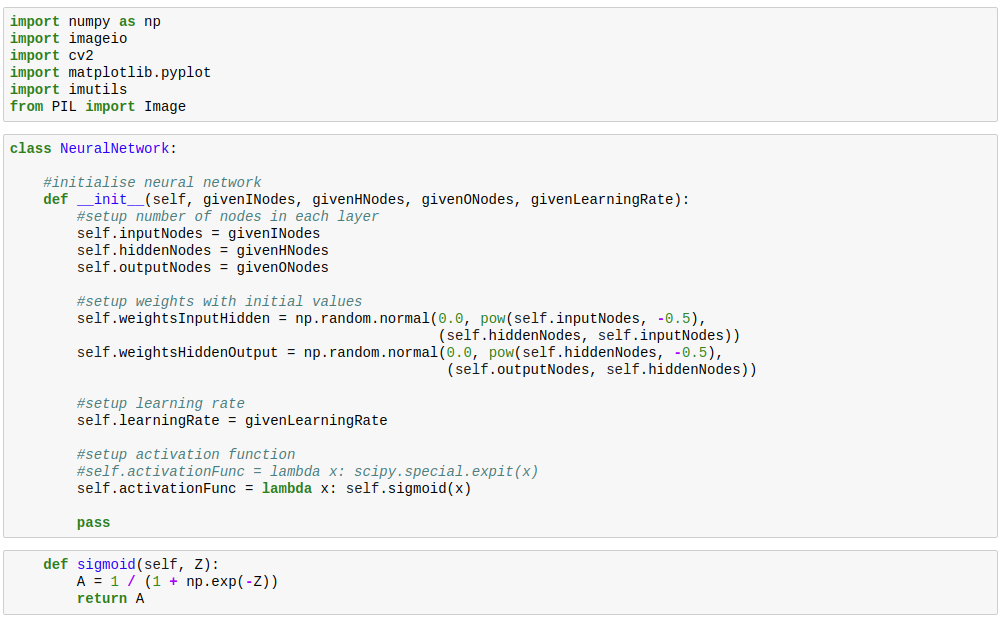 import numpy as np
import imageio
import cv2
import matplotlib.pyplot
import imutils
from PIL import Image
class NeuralNetwork:
    #initialise neural network
    def __init__(self, givenINodes, givenHNodes, givenONodes, givenLearningRate):
        #setup number of nodes in each layer
        self.inputNodes = givenINodes
        self.hiddenNodes = givenHNodes
        self.outputNodes = givenONodes
        #setup weights with initial values
        self.weightsInputHidden = np.random.normal(0.0, pow(self.inputNodes, -0.5),
                                                   (self.hiddenNodes, self.inputNodes))
        self.weightsHiddenOutput = np.random.normal(0.0, pow(self.hiddenNodes, -0.5),
                                                    (self.outputNodes, self.hiddenNodes))
        #setup learning rate
        self.learningRate = givenLearningRate
        #setup activation function
        #self.activationFunc = lambda x: scipy.special.expit(x)
        self.activationFunc = lambda x: self.sigmoid(x)
        pass
    def sigmoid(self, Z):
        A = 1 / (1 + np.exp(-Z))
        return A